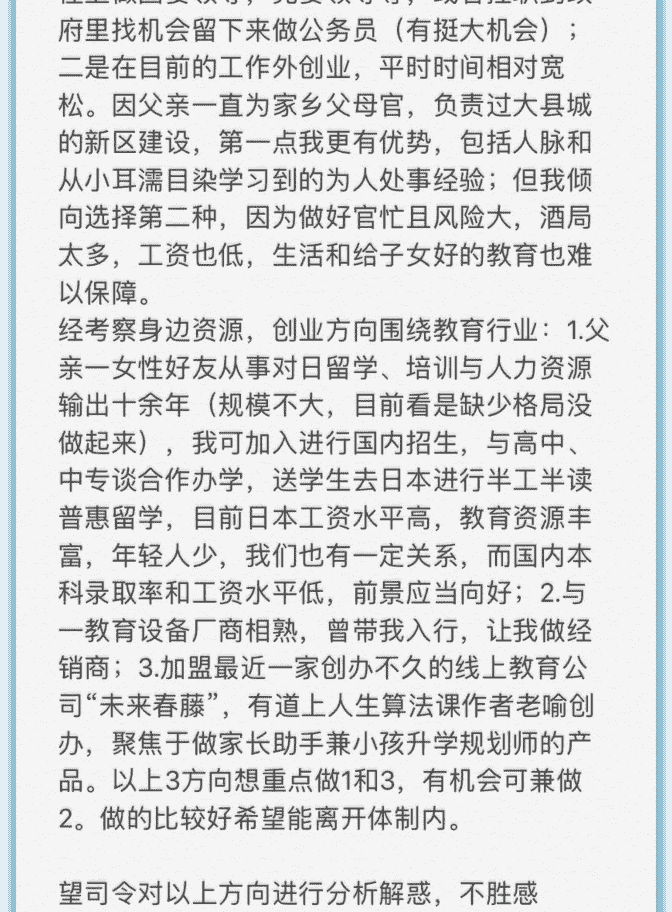 府里找机会留下来做公务员（有挺大机会）；
二是在目前的工作外创业，平时时间相对宽
松。因父亲一直为家乡父母官，负责过大县城
的新区建设，第一点我更有优势，包括人脉和
从小耳濡目染学习到的为人处事经验；但我倾
向选择第二种，因为做好官忙且风险大，酒局
太多，工资也低，生活和给子女好的教育也难
以保障。
经考察身边资源，创业方向围绕教育行业：1.父
亲一女性好友从事对日留学、培训与人力资源
输出十余年（规模不大，目前看是缺少格局没
做起来），我可加入进行国内招生，与高中、
中专谈合作办学，送学生去日本进行半工半读
普惠留学，目前日本工资水平高，教育资源丰
富，年轻人少，我们也有一定关系，而国内本
科录取率和工资水平低，前景应当向好；2.与
一教育设备厂商相熟，曾带我入行，让我做经
销商；3.加盟最近一家创办不久的线上教育公
司“未来春藤”，有道上人生算法课作者老喻创
办，聚焦于做家长助手兼小孩升学规划师的产
品。以上3方向想重点做1和3，有机会可兼做
2。做的比较好希望能离开体制内。
望司令对以上方向进行分析解惑，不胜感